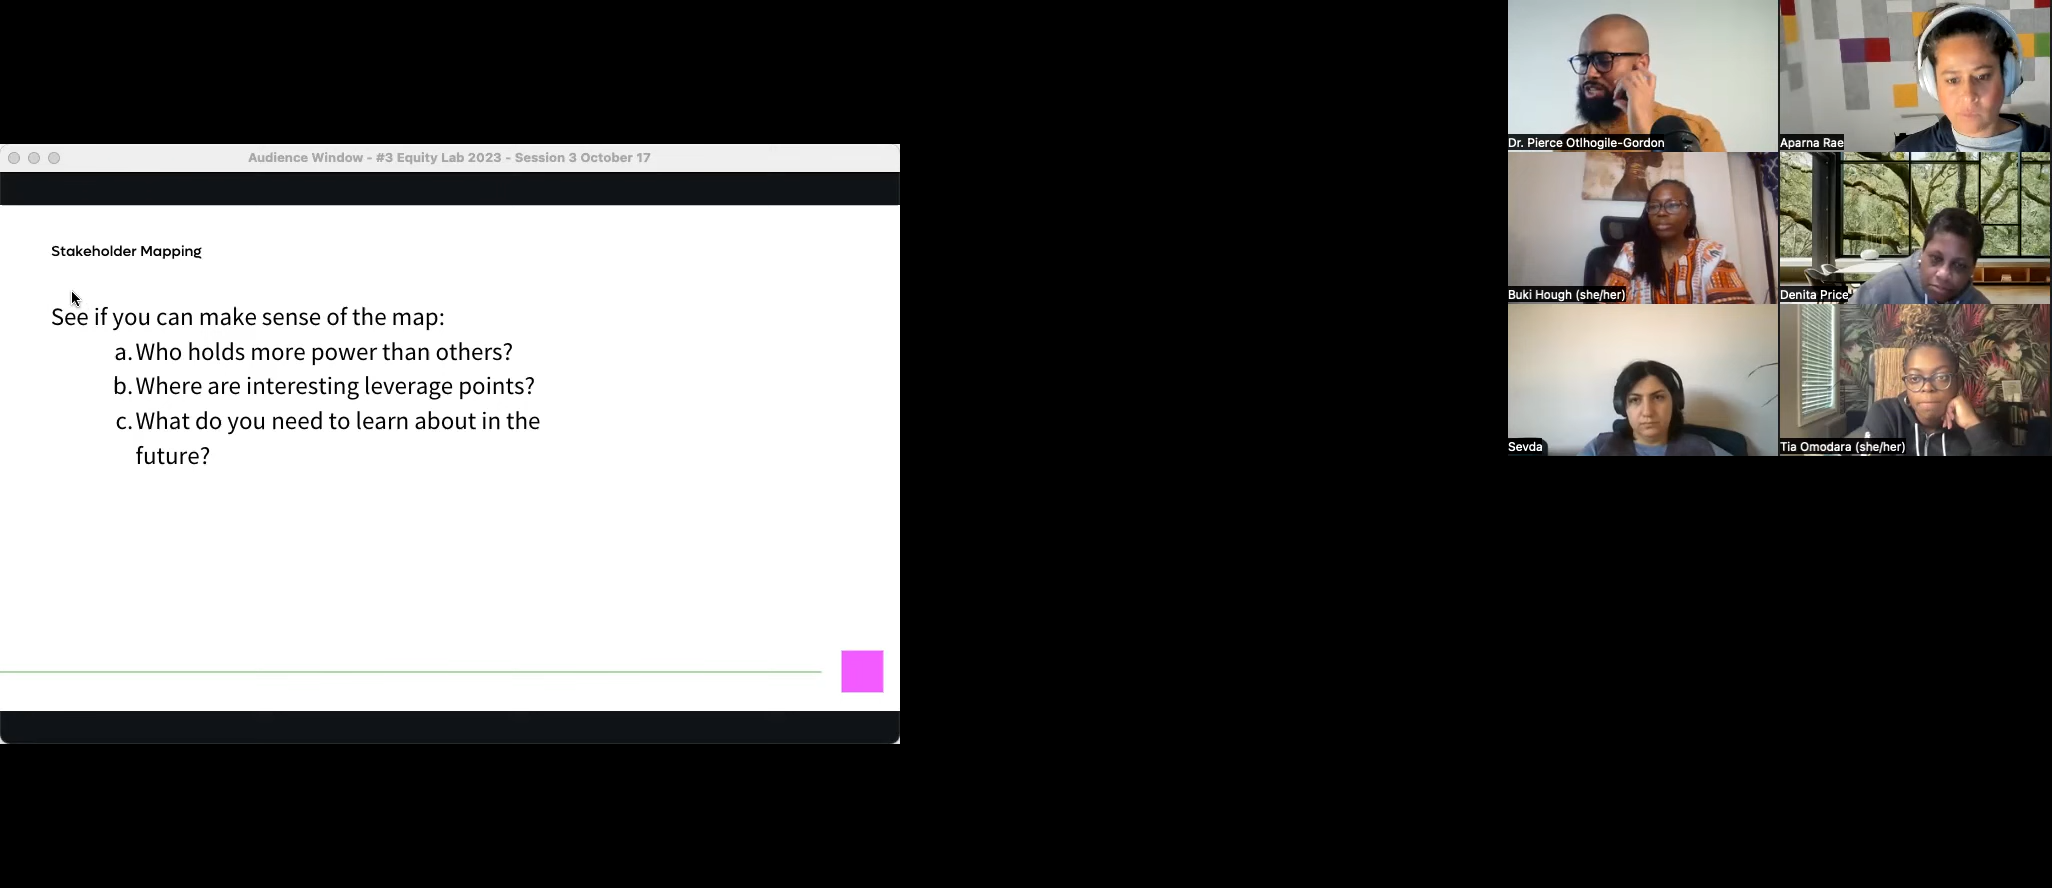 Audience Window - #3 Equity Lab 2023 - Session 3 October 17
Stakeholder Mapping
See if you can make sense of the map:
a. Who holds more power than others?
b. Where are interesting leverage points?
c. What do you need to learn about in the
future?
Dr. Pierce Otlhogile-Gordon
Aparna Rae
Buki Hough (she/her)
Denita Price
Sevda
Tia Omodara (she/her)